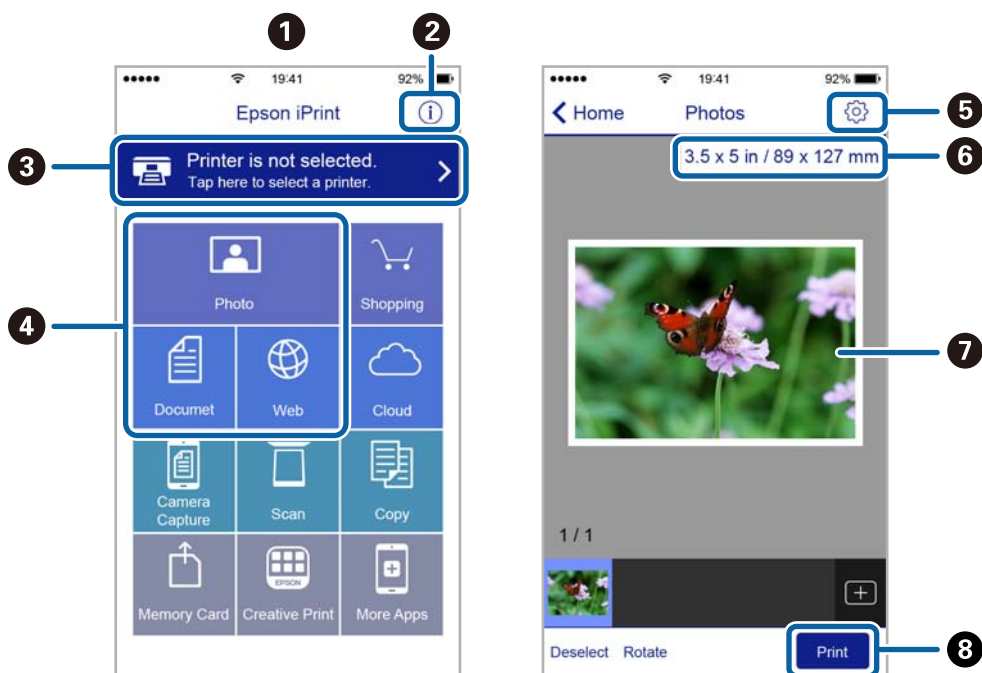 1
2
19:41
92%
Epson iPrint
3
Printer is not selected.
Tap here to select a printer.
4
Photo
Shopping
Documet
Web
Cloud
Camera
Capture
Scan
Copy
EPSON
Memory Card
Creative Print
More Apps
19:41
92%
Home
Photos
5
3.5 x 5 in / 89 x 127 mm
6
7
1 / 1
Deselect
Rotate
Print
8